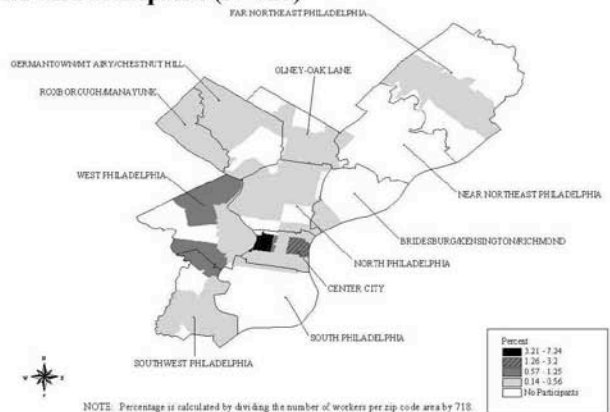 FAR NORTHEAST PHILADELPHIA
GERMANTOWN/MT AIRY/CHESTNUT HILL
OLNEY-OAK LANE
ROXBOROUGH/MANAYUNK
WEST PHILADELPHIA
NEAR NORTHEAST PHILADELPHIA
BRIDESBURG/KENSINGTON/RICHMOND
NORTH PHILADELPHIA
CENTER CITY
SOUTH PHILADELPHIA
SOUTHWEST PHILADELPHIA
Percent
3.21 - 7.24
1.26 - 3.2
0.57 - 1.25
0.14 - 0.56
No Participants
N
W
E
S
NOTE: Percentage is calculated by dividing the number of workers per zip code area by 718.